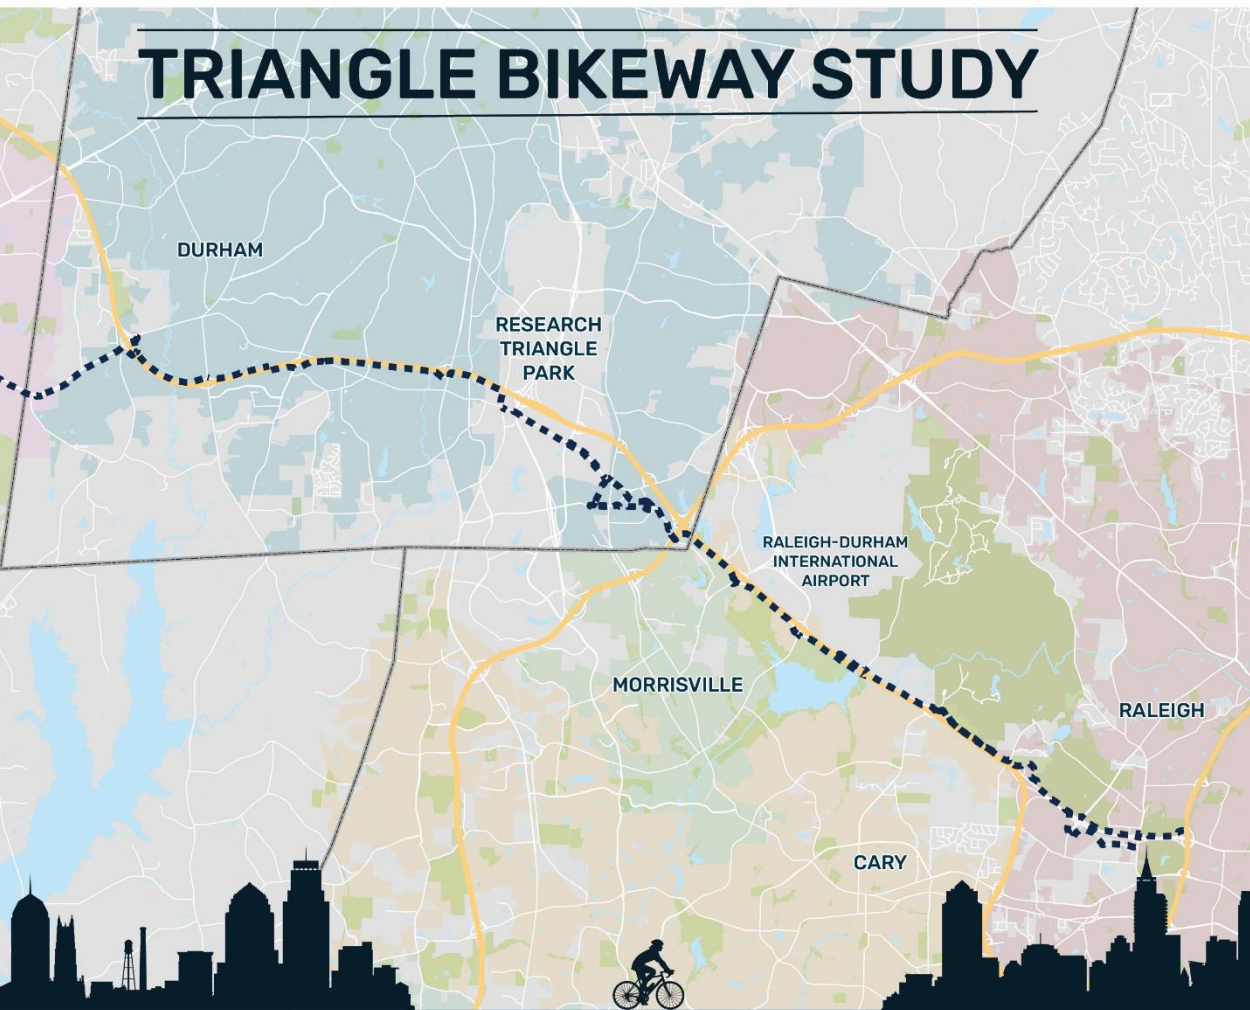 TRIANGLE BIKEWAY STUDY
DURHAM
RESEARCH
TRIANGLE
PARK
RALEIGH-DURHAM
INTERNATIONAL
AIRPORT
MORRISVILLE
RALEIGH
CARY